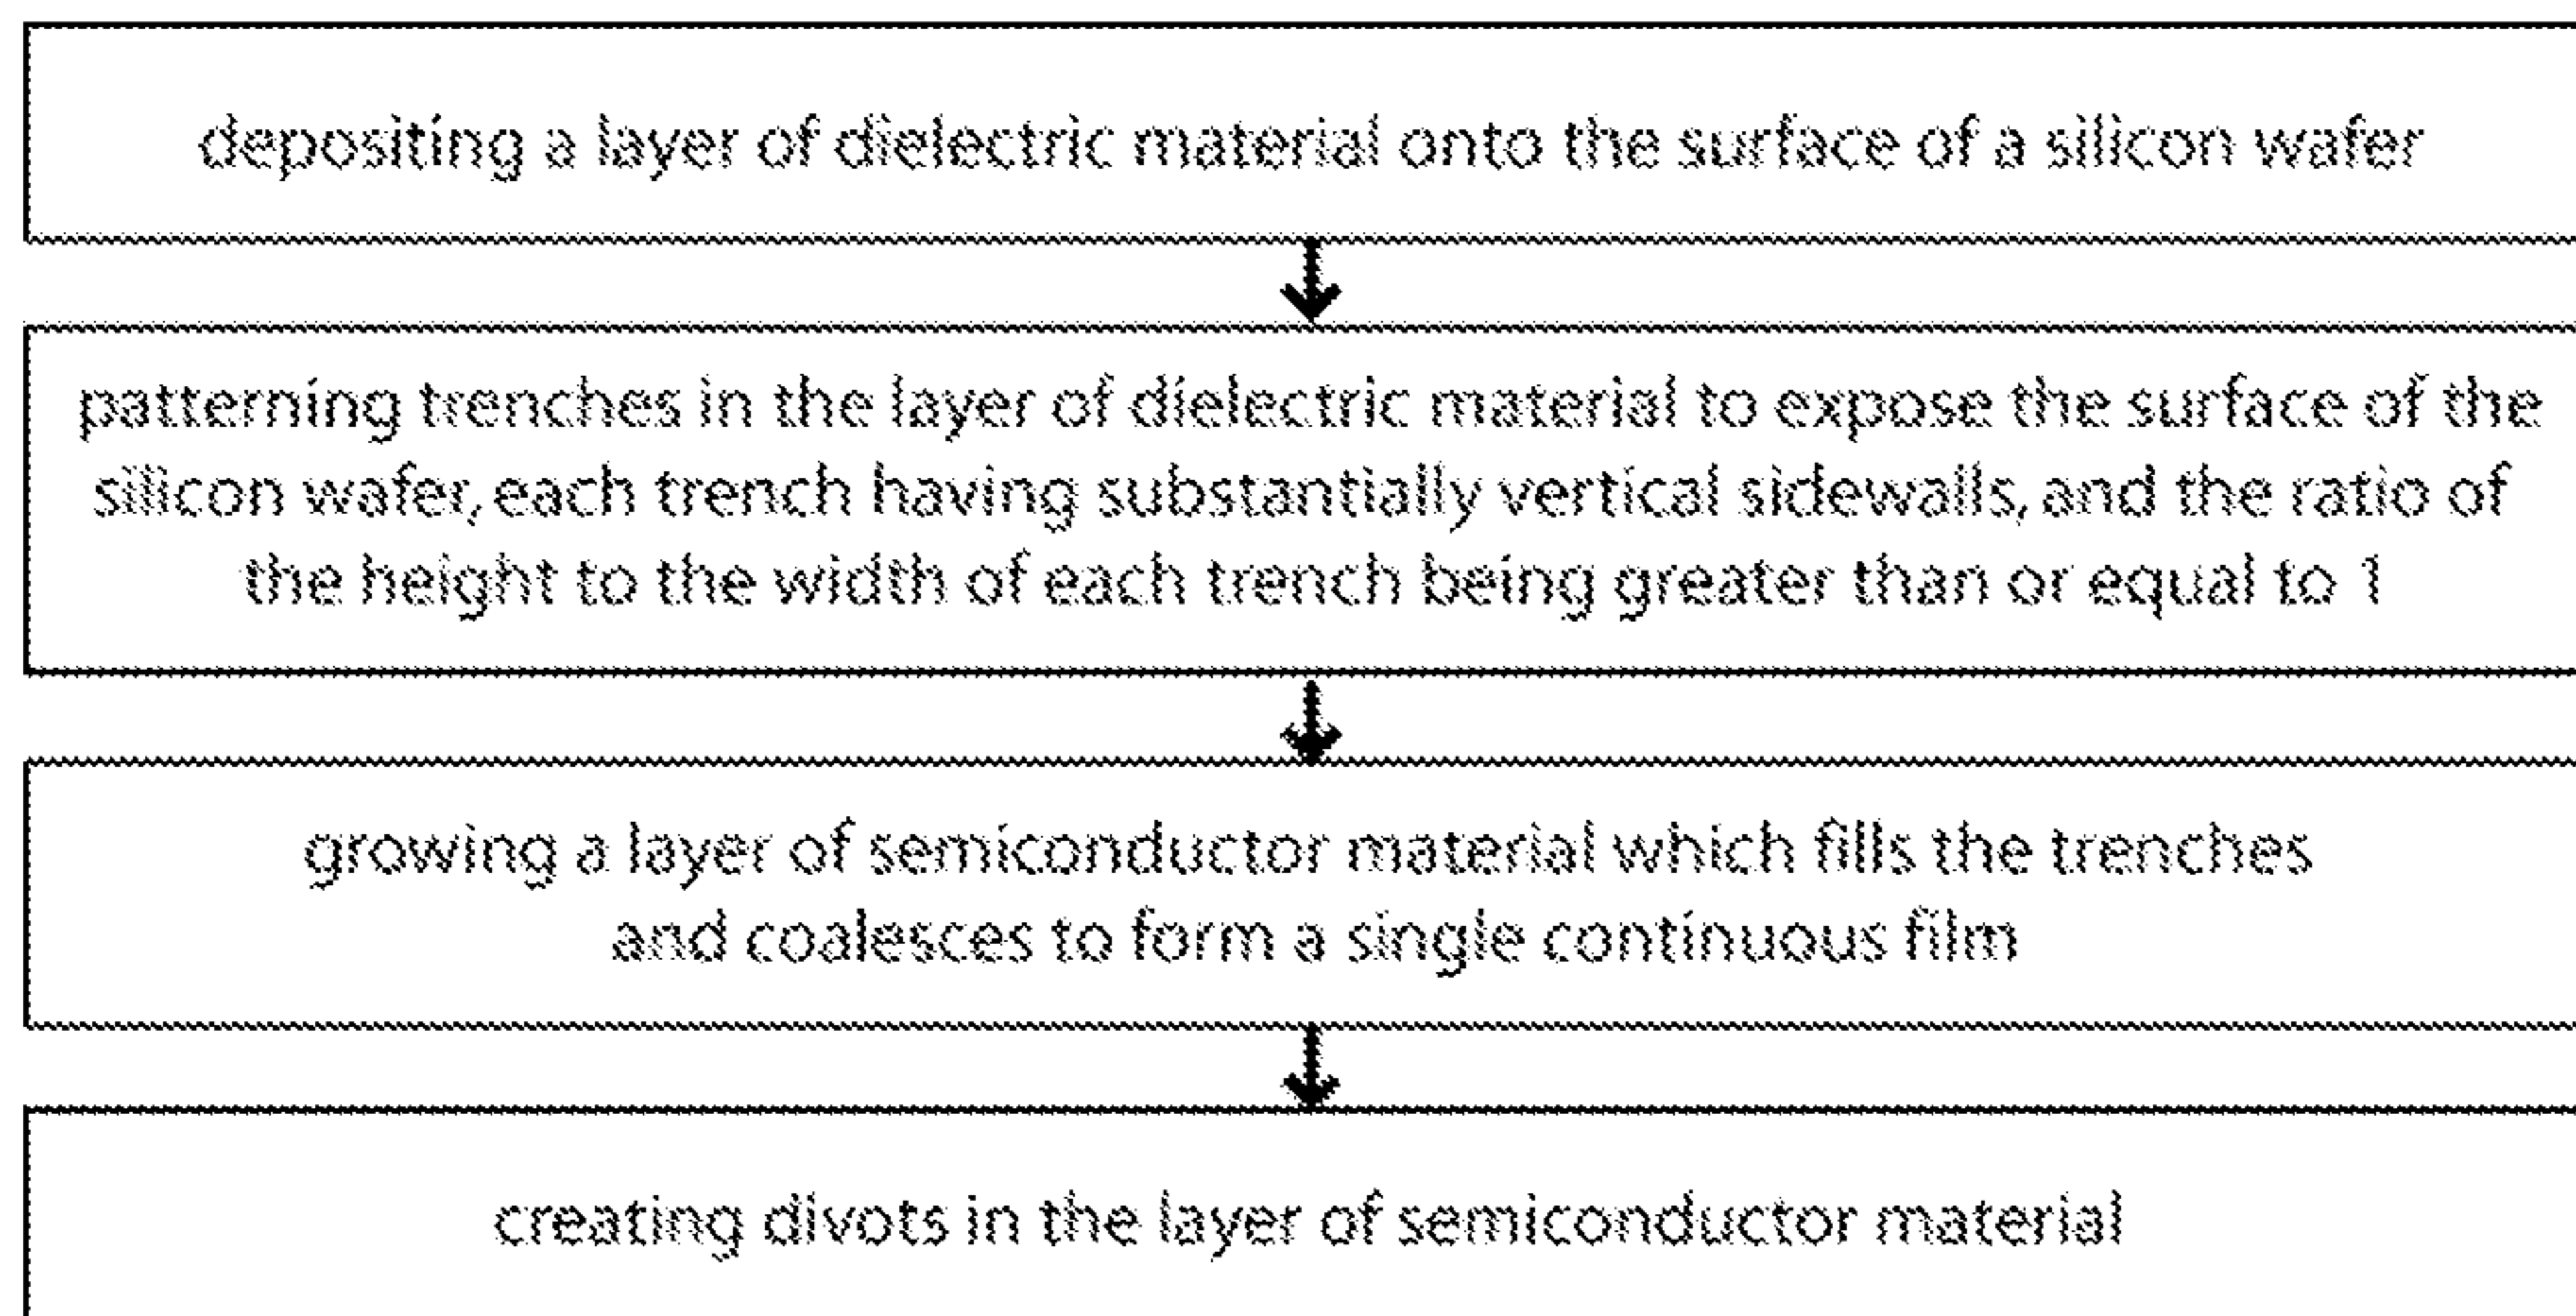 depositing a layer of dielectric material onto the surface of a silicon wafer
patterning trenches in the layer of dielectric material to expose the surface of the
silicon wafer, each trench having substantially vertical sidewalls, and the ratio of
the height to the width of each trench being greater than or equal to 1
growing a layer of semiconductor material which fills the trenches
and coalesces to form a single continuous film
creating divots in the layer of semiconductor material